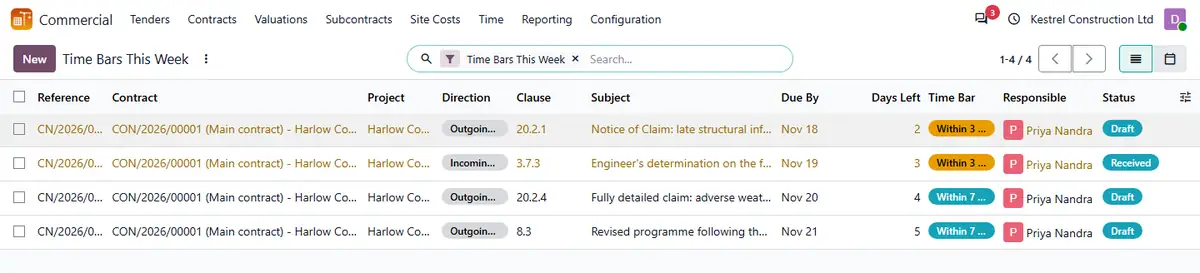 Commercial Tenders Contracts Valuations Subcontracts Site Costs Time Reporting Configuration 3 Kestrel Construction Ltd D
New Time Bars This Week Time Bars This Week × Search... 1-4 / 4
Reference Contract Project Direction Clause Subject Due By Days Left Time Bar Responsible Status
CN/2026/0... CON/2026/00001 (Main contract) - Harlow Co... Harlow Co... Outgoin... 20.2.1 Notice of Claim: late structural inf... Nov 18 2 Within 3 ... P Priya Nandra Draft
CN/2026/0... CON/2026/00001 (Main contract) - Harlow Co... Harlow Co... Incomin... 3.7.3 Engineer's determination on the f... Nov 19 3 Within 3 ... P Priya Nandra Received
CN/2026/0... CON/2026/00001 (Main contract) - Harlow Co... Harlow Co... Outgoin... 20.2.4 Fully detailed claim: adverse weat... Nov 20 4 Within 7 ... P Priya Nandra Draft
CN/2026/0... CON/2026/00001 (Main contract) - Harlow Co... Harlow Co... Outgoin... 8.3 Revised programme following th... Nov 21 5 Within 7 ... P Priya Nandra Draft